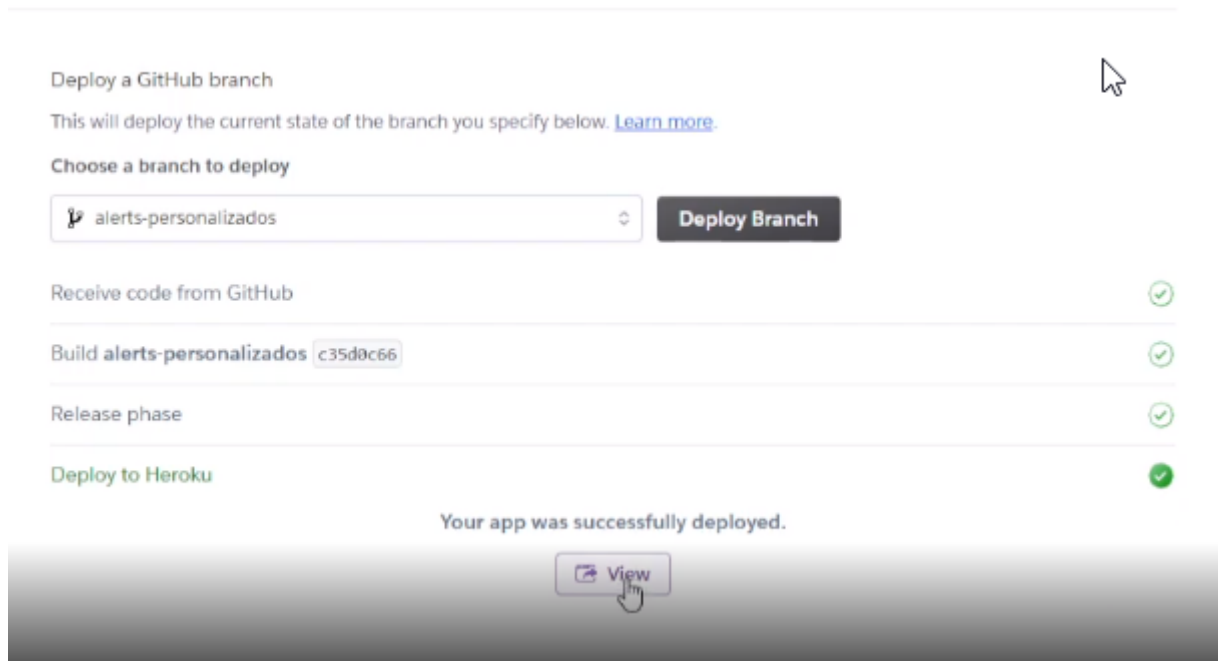 Deploy a GitHub branch
This will deploy the current state of the branch you specify below. Learn more.
Choose a branch to deploy
alerts-personalizados
Deploy Branch
Receive code from GitHub
Build alerts-personalizados c35d0c66
Release phase
Deploy to Heroku
Your app was successfully deployed.
View